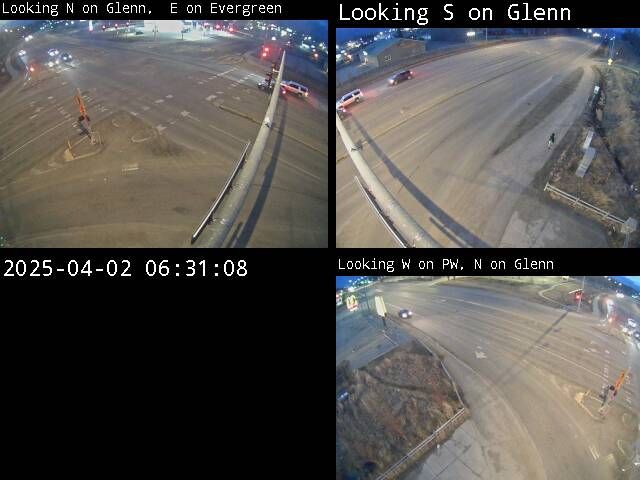 Looking N on Glenn,  E on Evergreen
Looking S on Glenn
2025-04-02 06:31:08
Looking W on PW, N on Glenn